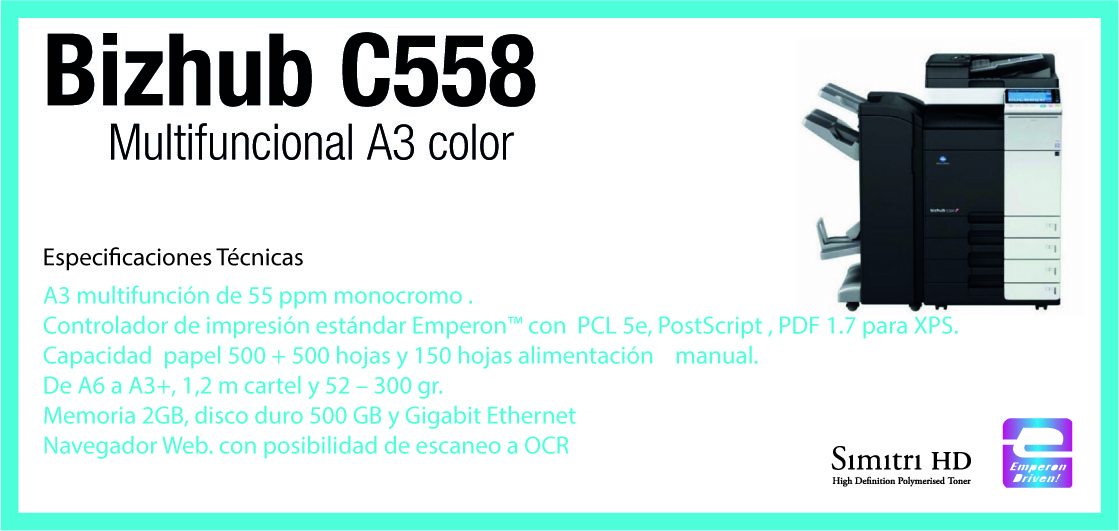 Bizhub C558
Multifuncional A3 color
Especificaciones Técnicas
A3 multifunción de 55 ppm monocromo .
Controlador de impresión estándar Emperon™ con PCL 5e, PostScript , PDF 1.7 para XPS.
Capacidad papel 500 + 500 hojas y 150 hojas alimentación manual.
De A6 a A3+, 1,2 m cartel y 52 – 300 gr.
Memoria 2GB, disco duro 500 GB y Gigabit Ethernet
Navegador Web. con posibilidad de escaneo a OCR
bizhub
Simitri HD
High Definition Polymerised Toner
Emperon
Driven!